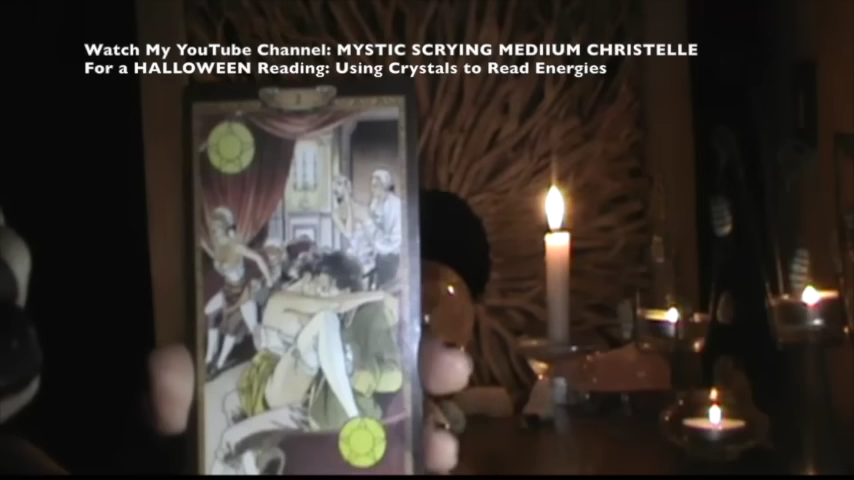 Watch My YouTube Channel: MYSTIC SCRYING MEDIIUM CHRISTELLE
For a HALLOWEEN Reading: Using Crystals to Read Energies